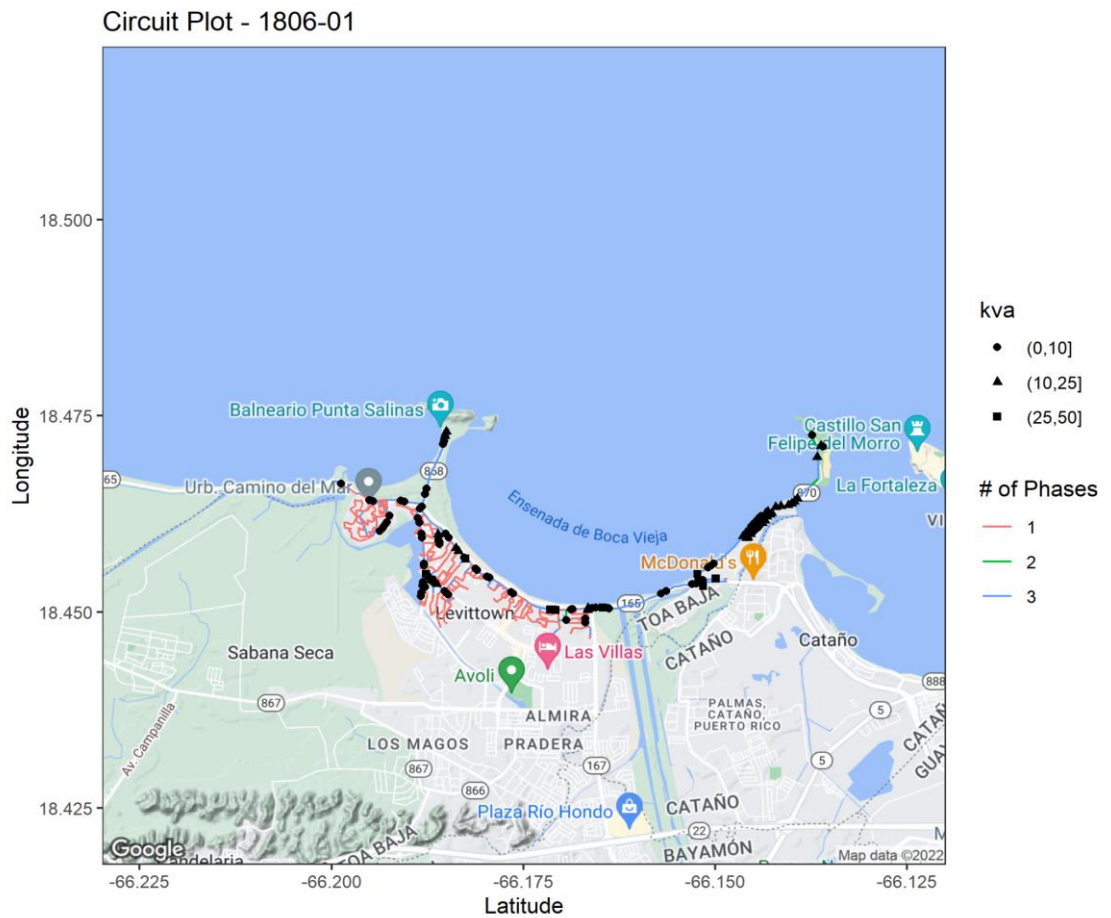 Circuit Plot - 1806-01
18.500
18.475
18.450
18.425
Longitude
Balneario Punta Salinas
Castillo San
Felipe del Morro
868
65
Urb. Camino del Mar
870
La Fortaleza
Ensenada de Boca Vieja
VI
McDonald's
165
TOA BAJA
Levittown
CATAÑO
Sabana Seca
Las Villas
Cataño
Avoli
888
867
ALMIRA
PALMAS,
CATAÑO,
PUERTO RICO
5
CATAÑO
GUAY
Av. Campanilla
LOS MAGOS
PRADERA
867
167
5
866
Plaza Río Hondo
CATAÑO
22
BAYAMÓN
TOA BAJA
Google
Candelaria
Map data ©2022
-66.225
-66.200
-66.175
-66.150
-66.125
Latitude
kva
(0,10]
(10,25]
(25,50]
# of Phases
1
2
3